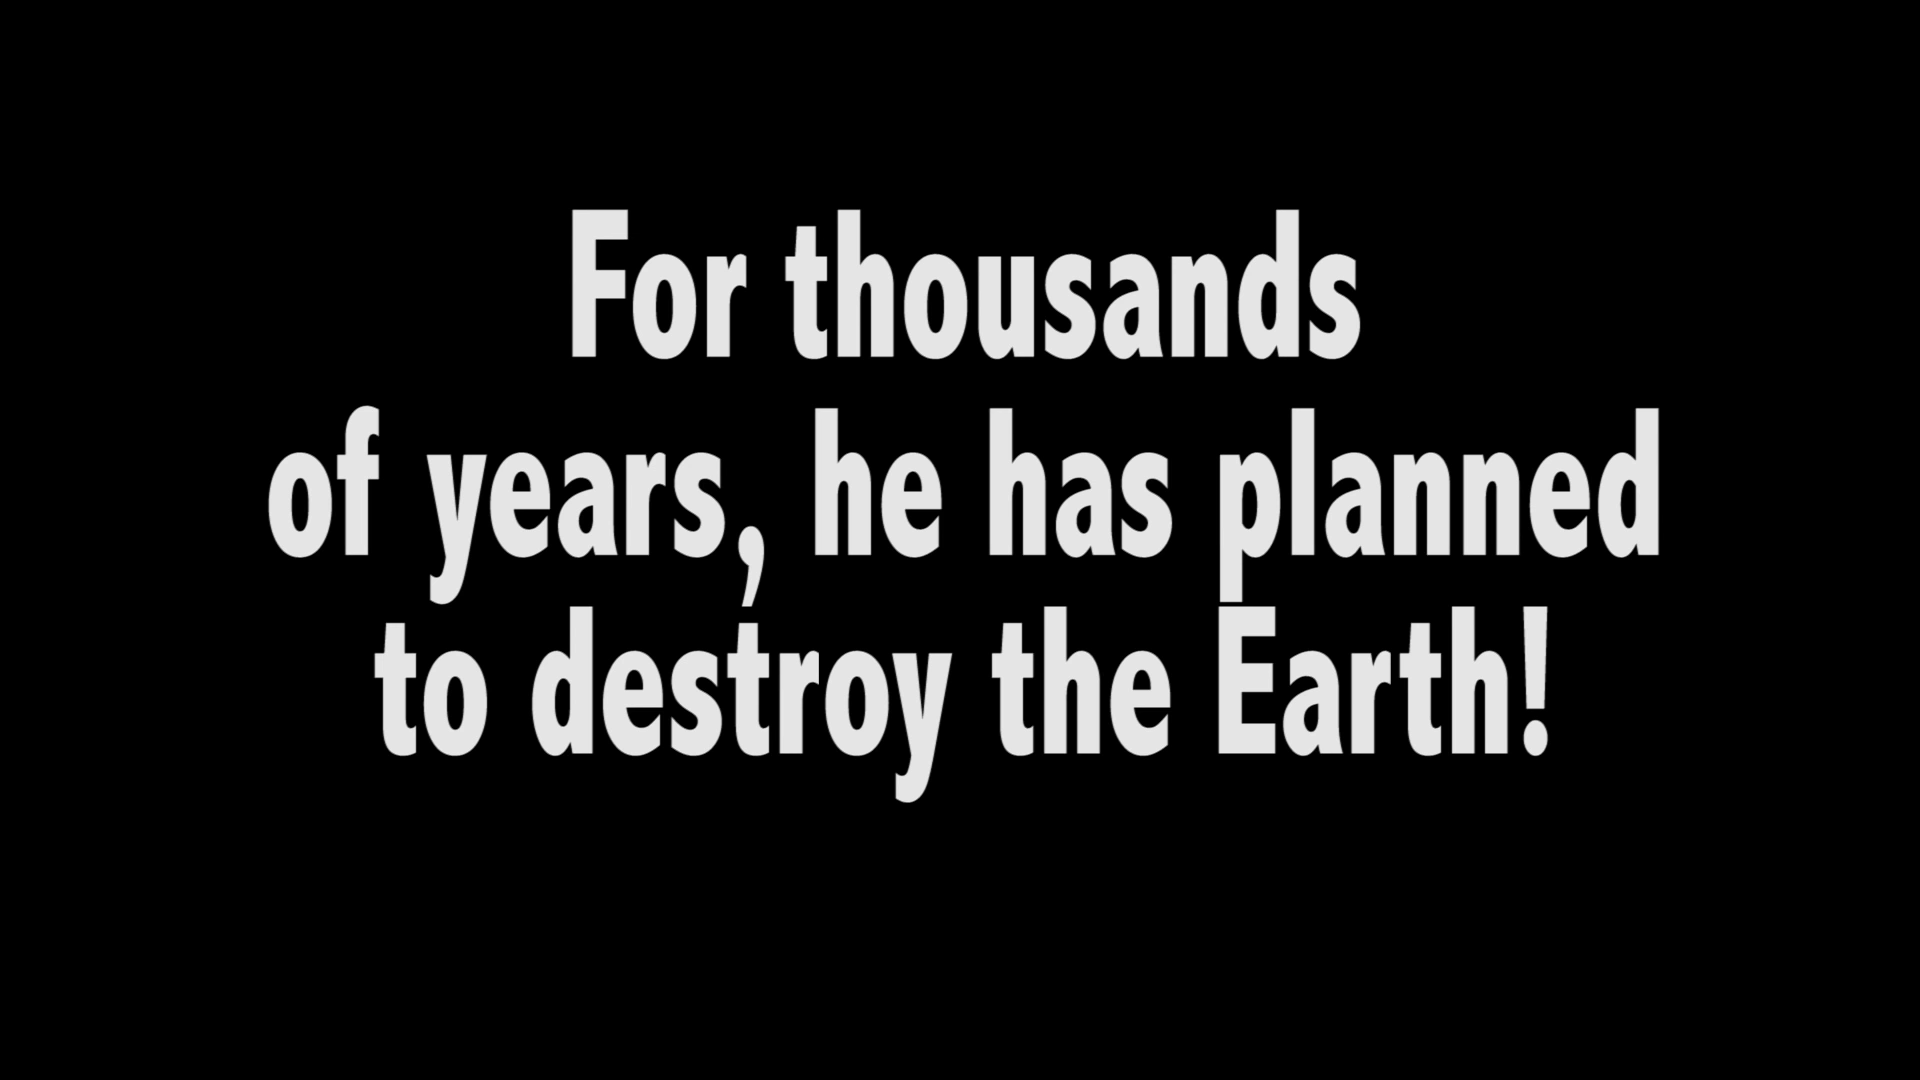 For thousands
of years, he has planned
to destroy the Earth!